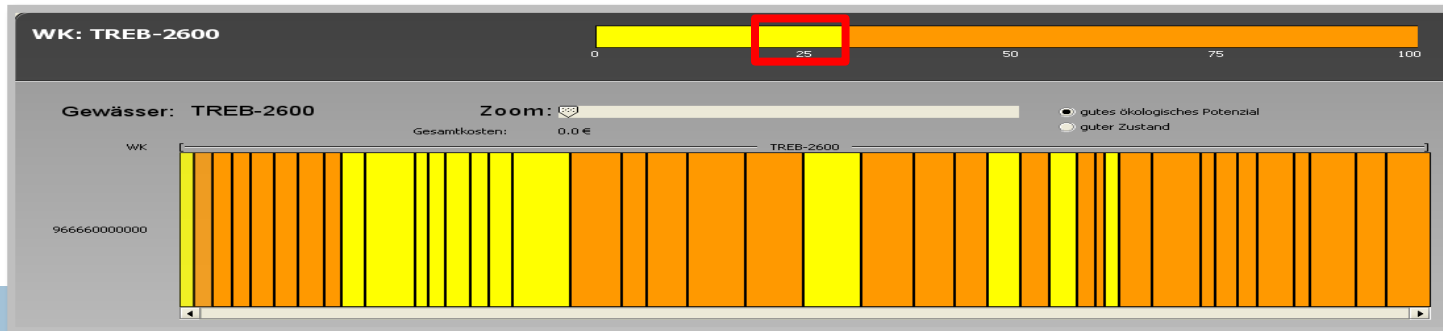 WK: TREB-2600
0 25 50 75 100
Gewässer: TREB-2600 Zoom:
gutes ökologisches Potenzial
Gesamtkosten: 0.0 €
guter Zustand
WK TREB-2600
966660000000